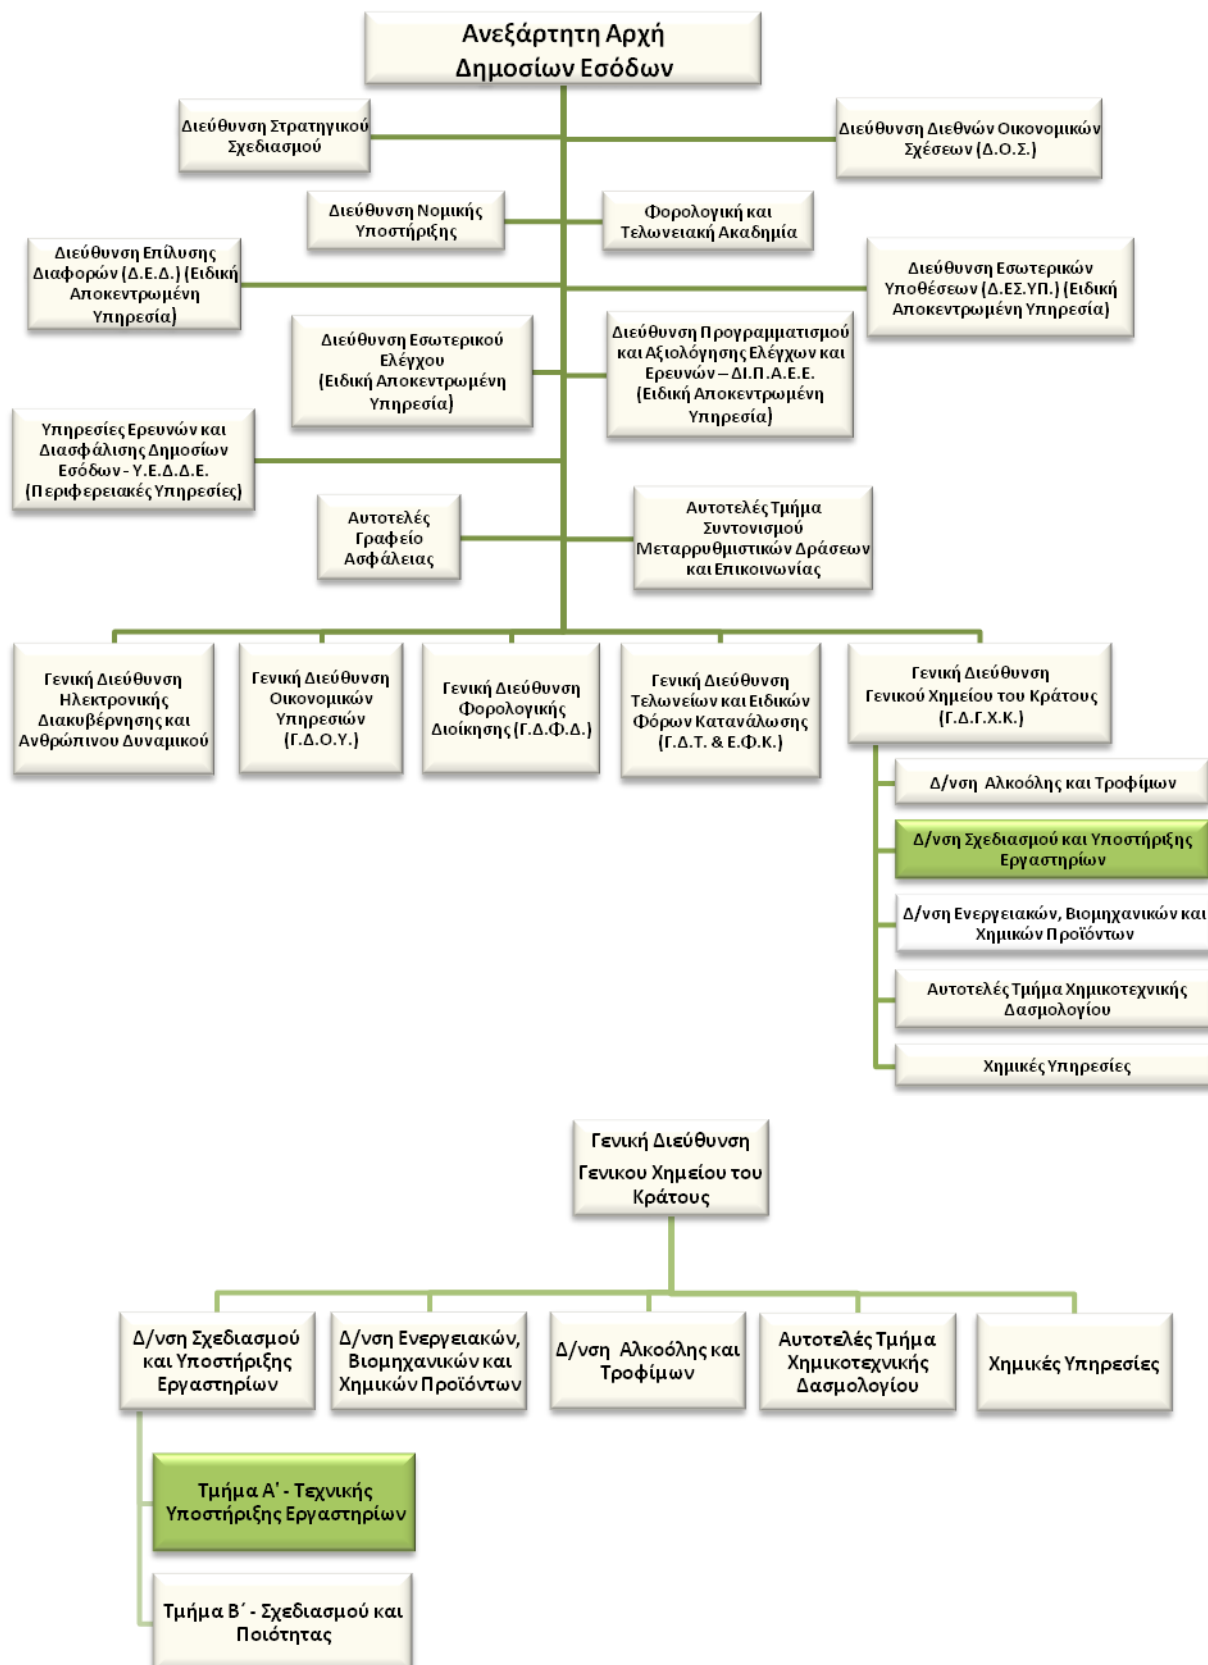 Ανεξάρτητη Αρχή
Δημοσίων Εσόδων
Διεύθυνση Στρατηγικού
Σχεδιασμού
Διεύθυνση Διεθνών Οικονομικών
Σχέσεων (Δ.Ο.Σ.)
Διεύθυνση Νομικής
Υποστήριξης
Φορολογική και
Τελωνειακή Ακαδημία
Διεύθυνση Επίλυσης
Διαφορών (Δ.Ε.Δ.) (Ειδική
Αποκεντρωμένη
Υπηρεσία)
Διεύθυνση Εσωτερικών
Υποθέσεων (Δ.ΕΣ.ΥΠ.) (Ειδική
Αποκεντρωμένη Υπηρεσία)
Διεύθυνση Εσωτερικού
Ελέγχου
(Ειδική Αποκεντρωμένη
Υπηρεσία)
Διεύθυνση Προγραμματισμού
και Αξιολόγησης Ελέγχων και
Ερευνών – ΔΙ.Π.Α.Ε.Ε.
(Ειδική Αποκεντρωμένη
Υπηρεσία)
Υπηρεσίες Ερευνών και
Διασφάλισης Δημοσίων
Εσόδων - Υ.Ε.Δ.Δ.Ε.
(Περιφερειακές Υπηρεσίες)
Αυτοτελές
Γραφείο
Ασφάλειας
Αυτοτελές Τμήμα
Συντονισμού
Μεταρρυθμιστικών Δράσεων
και Επικοινωνίας
Γενική Διεύθυνση
Ηλεκτρονικής
Διακυβέρνησης και
Ανθρώπινου Δυναμικού
Γενική Διεύθυνση
Οικονομικών
Υπηρεσιών
(Γ.Δ.Ο.Υ.)
Γενική Διεύθυνση
Φορολογικής
Διοίκησης (Γ.Δ.Φ.Δ.)
Γενική Διεύθυνση
Τελωνείων και Ειδικών
Φόρων Κατανάλωσης
(Γ.Δ.Τ. & Ε.Φ.Κ.)
Γενική Διεύθυνση
Γενικού Χημείου του Κράτους
(Γ.Δ.Γ.Χ.Κ.)
Δ/νση Αλκοόλης και Τροφίμων
Δ/νση Σχεδιασμού και Υποστήριξης
Εργαστηρίων
Δ/νση Ενεργειακών, Βιομηχανικών και
Χημικών Προϊόντων
Αυτοτελές Τμήμα Χημικοτεχνικής
Δασμολογίου
Χημικές Υπηρεσίες
Γενική Διεύθυνση
Γενικου Χημείου του
Κράτους
Δ/νση Σχεδιασμού
και Υποστήριξης
Εργαστηρίων
Δ/νση Ενεργειακών,
Βιομηχανικών και
Χημικών Προϊόντων
Δ/νση Αλκοόλης και
Τροφίμων
Αυτοτελές Τμήμα
Χημικοτεχνικής
Δασμολογίου
Χημικές Υπηρεσίες
Τμήμα Α' - Τεχνικής
Υποστήριξης Εργαστηρίων
Τμήμα Β΄ - Σχεδιασμού και
Ποιότητας